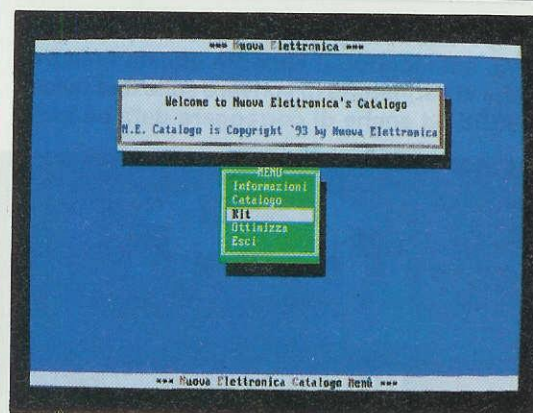 *** Nuova Elettronica ***
Welcome to Nuova Elettronica's Catalogo
N.E. Catalogo is Copyright '93 by Nuova Elettronica
MENU
Informazioni
Catalogo
Kit
Ottimizza
Esci
*** Nuova Elettronica Catalogo Menù ***